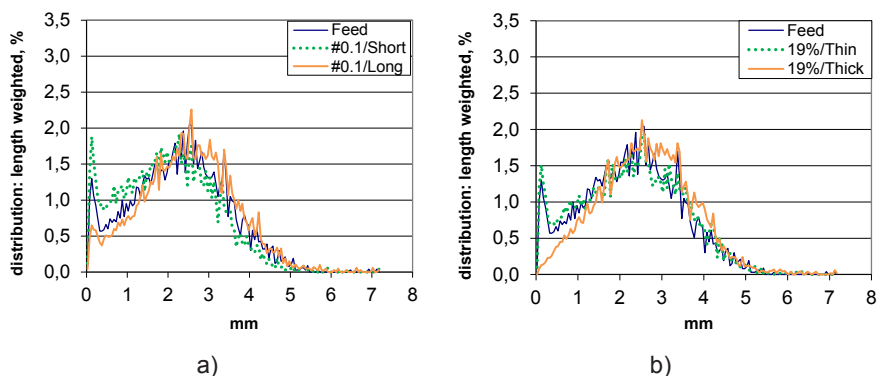 distribution: length weighted, %
3,5
3,0
2,5
2,0
1,5
1,0
0,5
0,0
0 1 2 3 4 5 6 7 8
mm
Feed
#0.1/Short
#0.1/Long
a)
distribution: length weighted, %
3,5
3,0
2,5
2,0
1,5
1,0
0,5
0,0
0 1 2 3 4 5 6 7 8
mm
Feed
19%/Thin
19%/Thick
b)